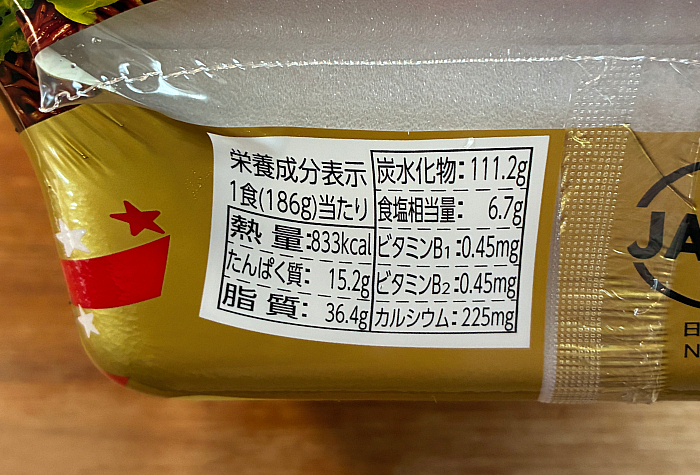 栄養成分表示
1食(186g)当たり
熱量:833kcal
たんぱく質: 15.2g
脂質: 36.4g
炭水化物: 111.2g
食塩相当量: 6.7g
ビタミンB₁: 0.45mg
ビタミンB₂: 0.45mg
カルシウム: 225mg
JA
日
N